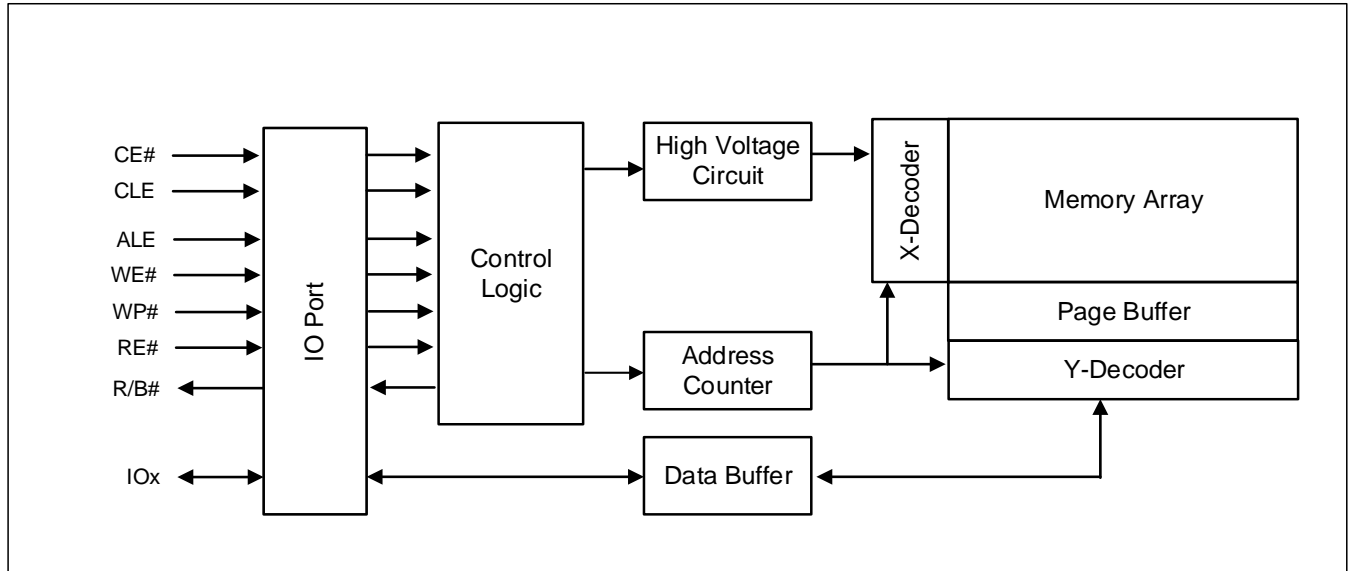 CE#
CLE
ALE
WE#
WP#
RE#
R/B#
IOx
IO Port
Control
Logic
High Voltage
Circuit
Address
Counter
Data Buffer
X-Decoder
Memory Array
Page Buffer
Y-Decoder